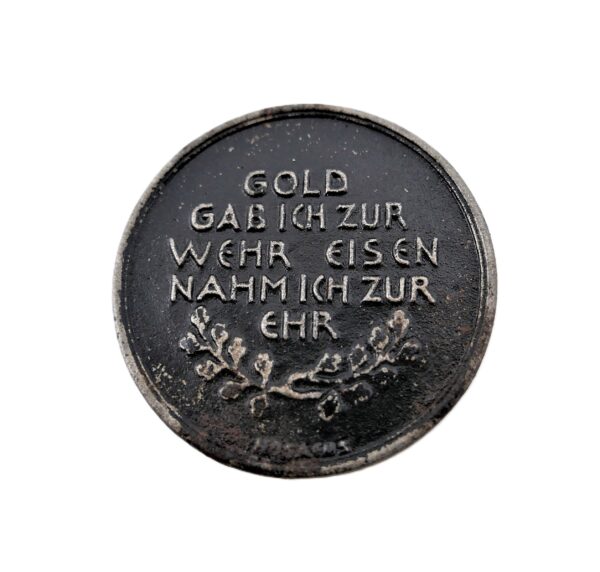 GOLD
GAB ICH ZUR
WEHR EISEN
NAHM ICH ZUR
EHR